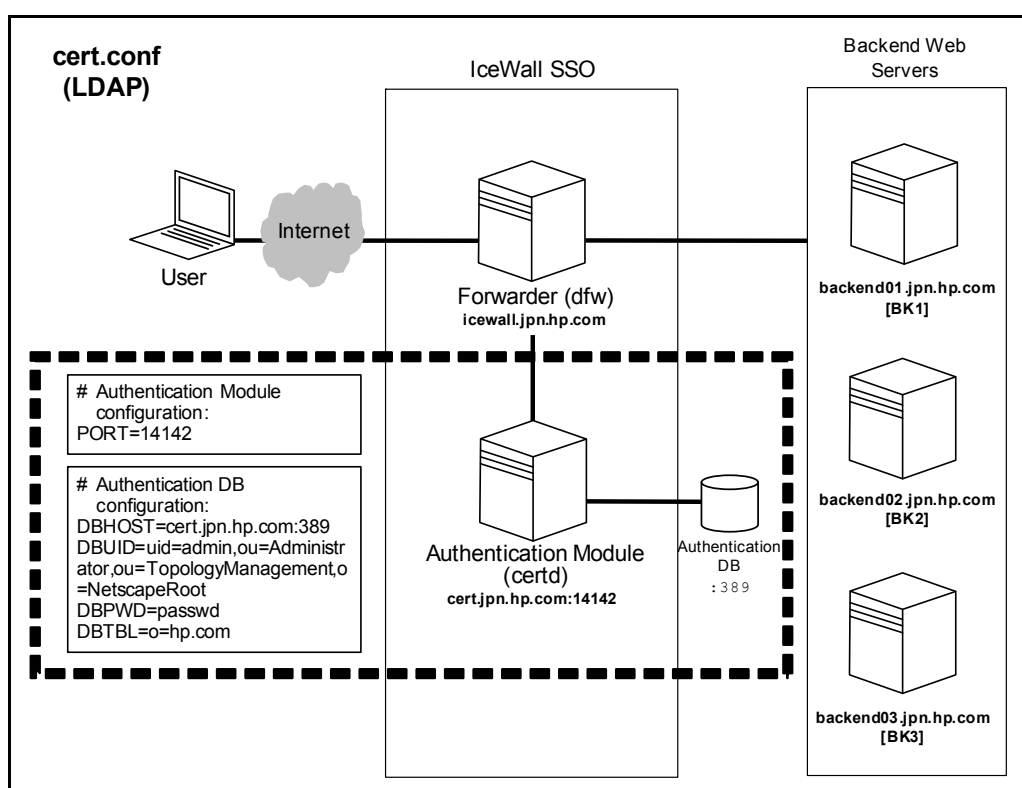 cert.conf
(LDAP)
IceWall SSO
Backend Web
Servers
Internet
User
Forwarder (dfw)
icewall.jpn.hp.com
backend01.jpn.hp.com
[BK1]
# Authentication Module
configuration:
PORT=14142
# Authentication DB
configuration:
DBHOST=cert.jpn.hp.com:389
DBUID=uid=admin,ou=Administr
ator,ou=TopologyManagement,o
=NetscapeRoot
DBPWD=passwd
DBTBL=o=hp.com
Authentication Module
(certd)
cert.jpn.hp.com:14142
Authentication
DB
:389
backend02.jpn.hp.com
[BK2]
backend03.jpn.hp.com
[BK3]